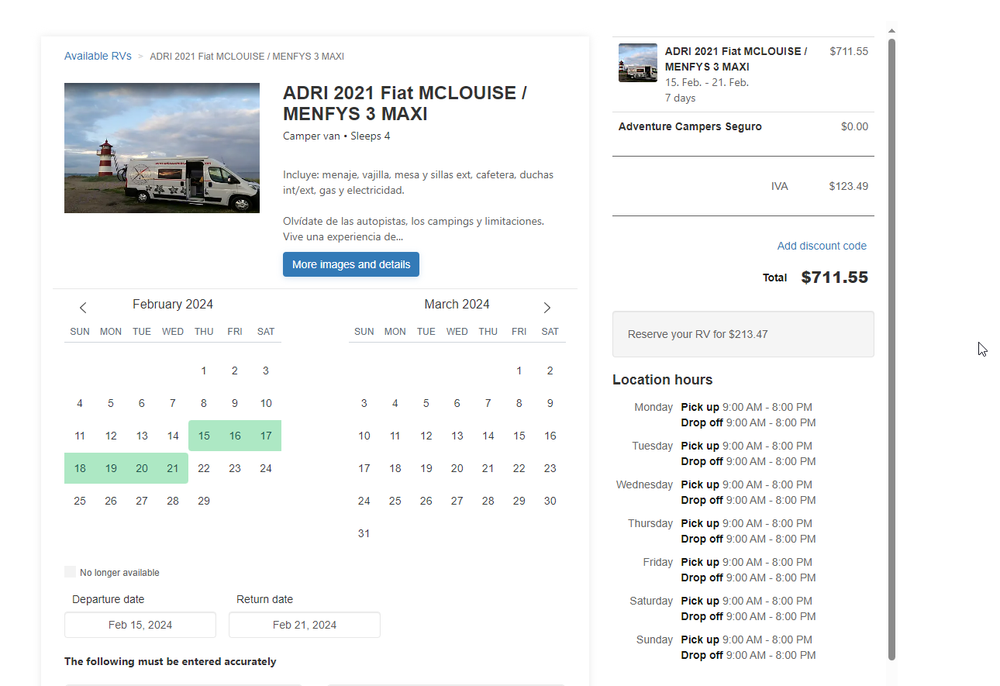 Available RVs > ADRI 2021 Fiat MCLOUISE / MENFYS 3 MAXI
ADRI 2021 Fiat MCLOUISE /
MENFYS 3 MAXI
Camper van • Sleeps 4
Incluye: menaje, vajilla, mesa y sillas ext, cafetera, duchas
int/ext, gas y electricidad.
Olvídate de las autopistas, los campings y limitaciones.
Vive una experiencia de...
More images and details
February 2024
SUN MON TUE WED THU FRI SAT
1 2 3
4 5 6 7 8 9 10
11 12 13 14 15 16 17
18 19 20 21 22 23 24
25 26 27 28 29
March 2024
SUN MON TUE WED THU FRI SAT
1 2
3 4 5 6 7 8 9
10 11 12 13 14 15 16
17 18 19 20 21 22 23
24 25 26 27 28 29 30
31
No longer available
Departure date
Feb 15, 2024
Return date
Feb 21, 2024
The following must be entered accurately
ADRI 2021 Fiat MCLOUISE / $711.55
MENFYS 3 MAXI
15. Feb. - 21. Feb.
7 days
Adventure Campers Seguro $0.00
IVA $123.49
Add discount code
Total $711.55
Reserve your RV for $213.47
Location hours
Monday Pick up 9:00 AM - 8:00 PM
Drop off 9:00 AM - 8:00 PM
Tuesday Pick up 9:00 AM - 8:00 PM
Drop off 9:00 AM - 8:00 PM
Wednesday Pick up 9:00 AM - 8:00 PM
Drop off 9:00 AM - 8:00 PM
Thursday Pick up 9:00 AM - 8:00 PM
Drop off 9:00 AM - 8:00 PM
Friday Pick up 9:00 AM - 8:00 PM
Drop off 9:00 AM - 8:00 PM
Saturday Pick up 9:00 AM - 8:00 PM
Drop off 9:00 AM - 8:00 PM
Sunday Pick up 9:00 AM - 8:00 PM
Drop off 9:00 AM - 8:00 PM